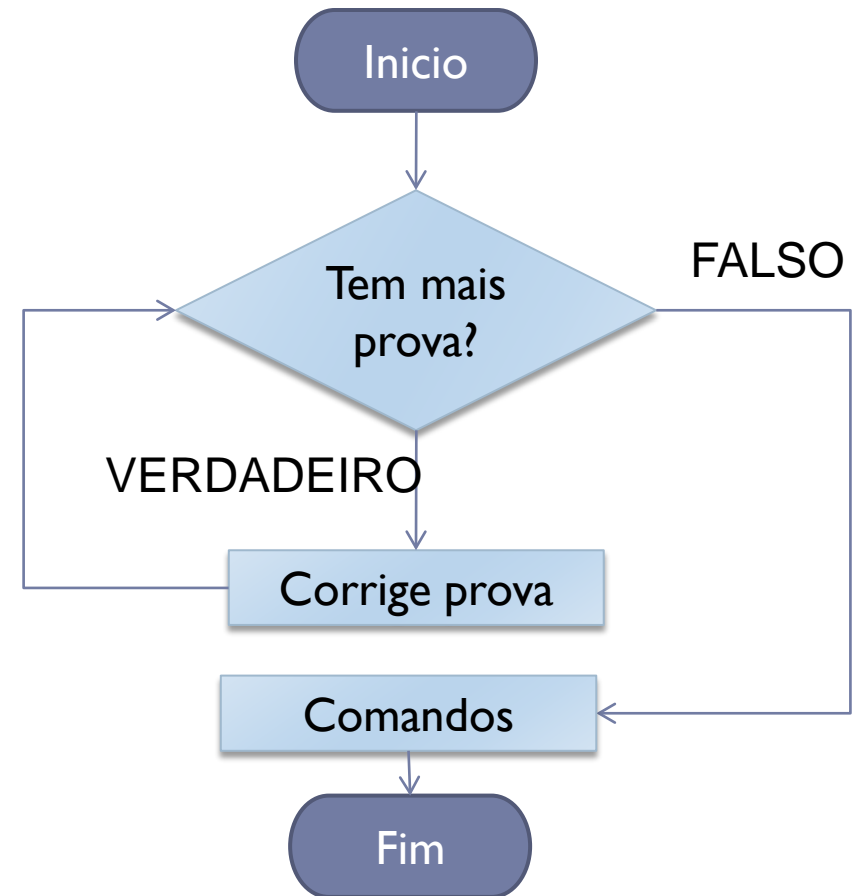 Inicio
Tem mais
prova?
FALSO
VERDADEIRO
Corrige prova
Comandos
Fim